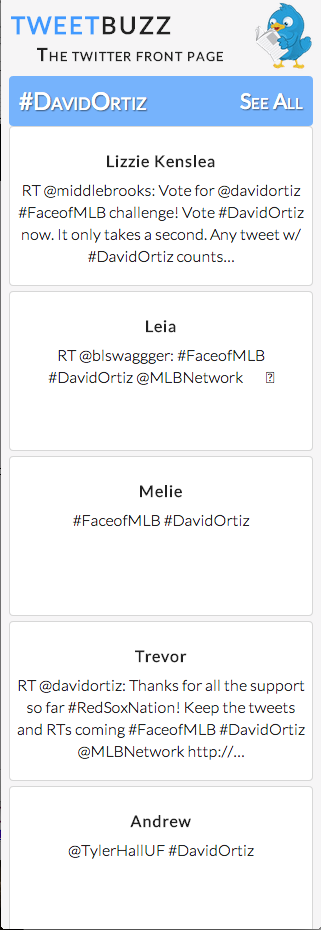 TWEETBUZZ
The twitter front page
#DavidOrtiz See All
Lizzie Kenslea
RT @middlebrooks: Vote for @davidortiz
#FaceofMLB challenge! Vote #DavidOrtiz
now. It only takes a second. Any tweet w/
#DavidOrtiz counts...
Leia
RT @blswaggger: #FaceofMLB
#DavidOrtiz @MLBNetwork
Melie
#FaceofMLB #DavidOrtiz
Trevor
RT @davidortiz: Thanks for all the support
so far #RedSoxNation! Keep the tweets
and RTs coming #FaceofMLB #DavidOrtiz
@MLBNetwork http://...
Andrew
@TylerHallUF #DavidOrtiz